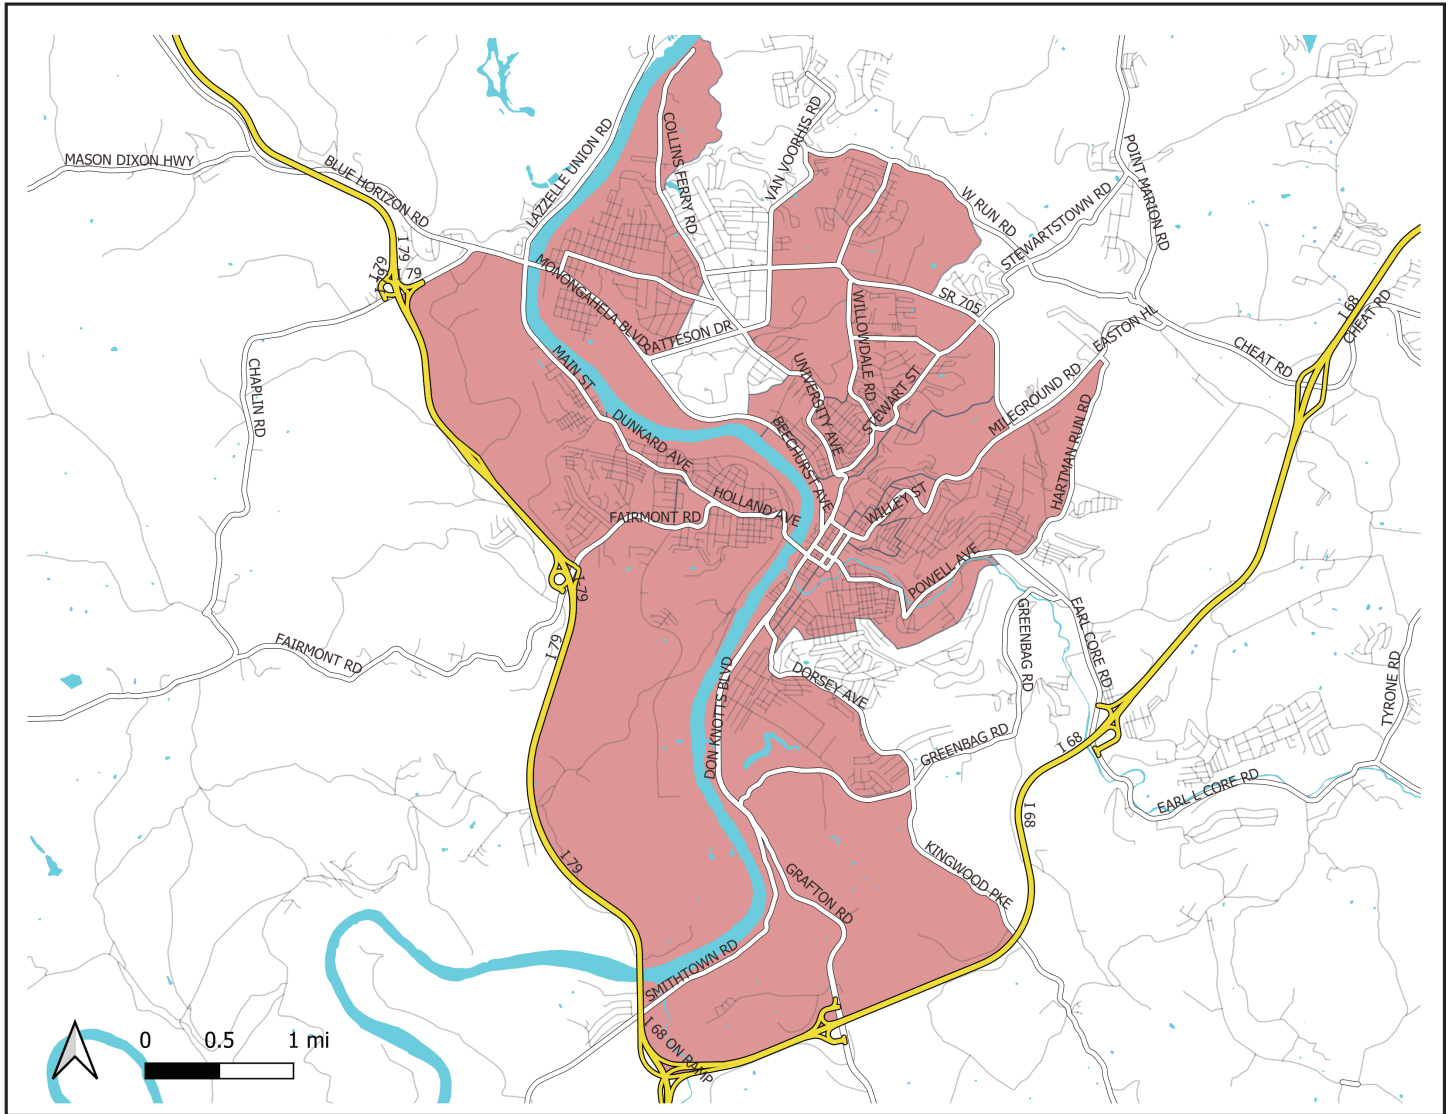 COLLINS FERRY RD
VAN VOORHIS RD
LAZZELLE UNION RD
MASON DIXON HWY
BLUE HORIZON RD
POINT MARION RD
W RUN RD
STEWARTSTOWN RD
I 79
I 79
I 79
79
MONONGAHELA BLVD
SR 705
I 68
CHEAT RD
EASTON HL
CHEAT RD
PATTESON DR
WILLOWDALE RD
MAIN ST
UNIVERSITY AVE
STEWART ST
MILEGROUND RD
CHAPLIN RD
DUNKARD AVE
BEECHURST AVE
HARTMAN RUN RD
HOLLAND AVE
FAIRMONT RD
WILLEY ST
POWELL AVE
I-79
GREENBAG RD
EARL CORE RD
FAIRMONT RD
I 79
DORSEY AVE
DON KNOTTS BLVD
TYRONE RD
GREENBAG RD
I 68
EARL L CORE RD
I 68
I 79
GRAFTON RD
KINGWOOD PKE
SMITHTOWN RD
I 68 ON RAMP
0 0.5 1 mi